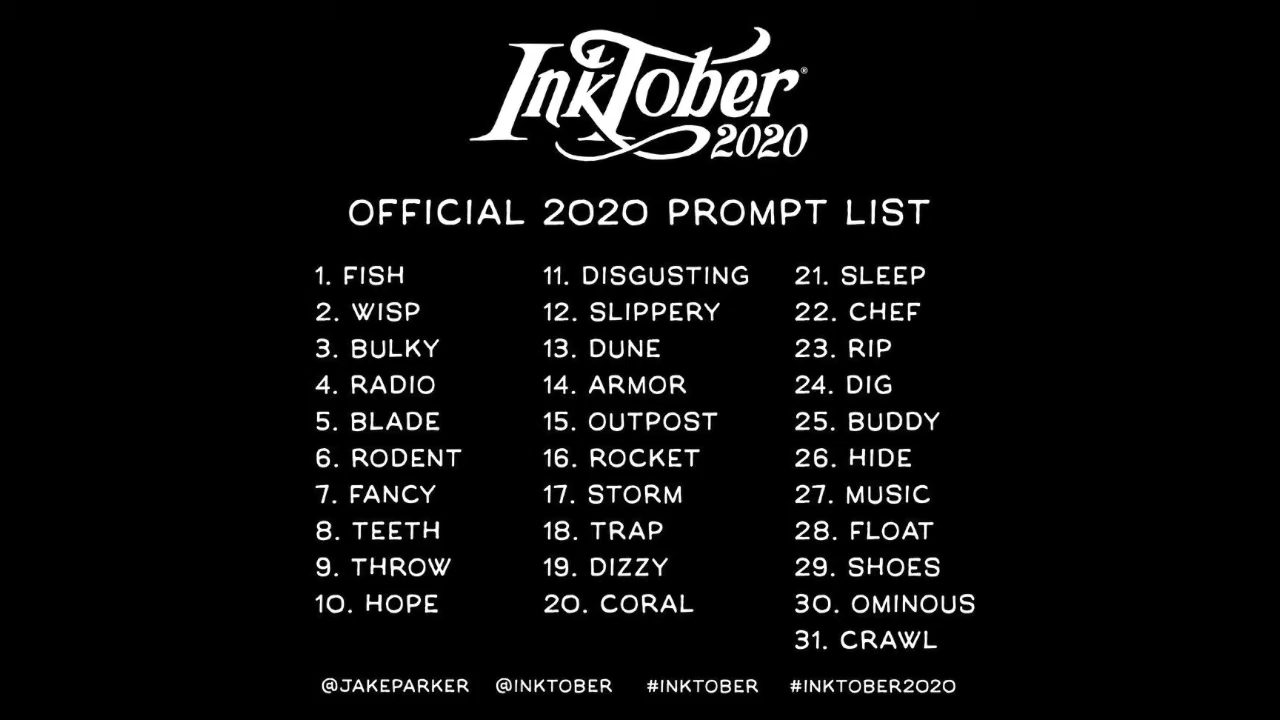 InkTober®
2020
OFFICIAL 2020 PROMPT LIST
1. FISH
2. WISP
3. BULKY
4. RADIO
5. BLADE
6. RODENT
7. FANCY
8. TEETH
9. THROW
10. HOPE
11. DISGUSTING
12. SLIPPERY
13. DUNE
14. ARMOR
15. OUTPOST
16. ROCKET
17. STORM
18. TRAP
19. DIZZY
20. CORAL
21. SLEEP
22. CHEF
23. RIP
24. DIG
25. BUDDY
26. HIDE
27. MUSIC
28. FLOAT
29. SHOES
30. OMINOUS
31. CRAWL
@JAKEPARKER @INKTOBER #INKTOBER #INKTOBER2020